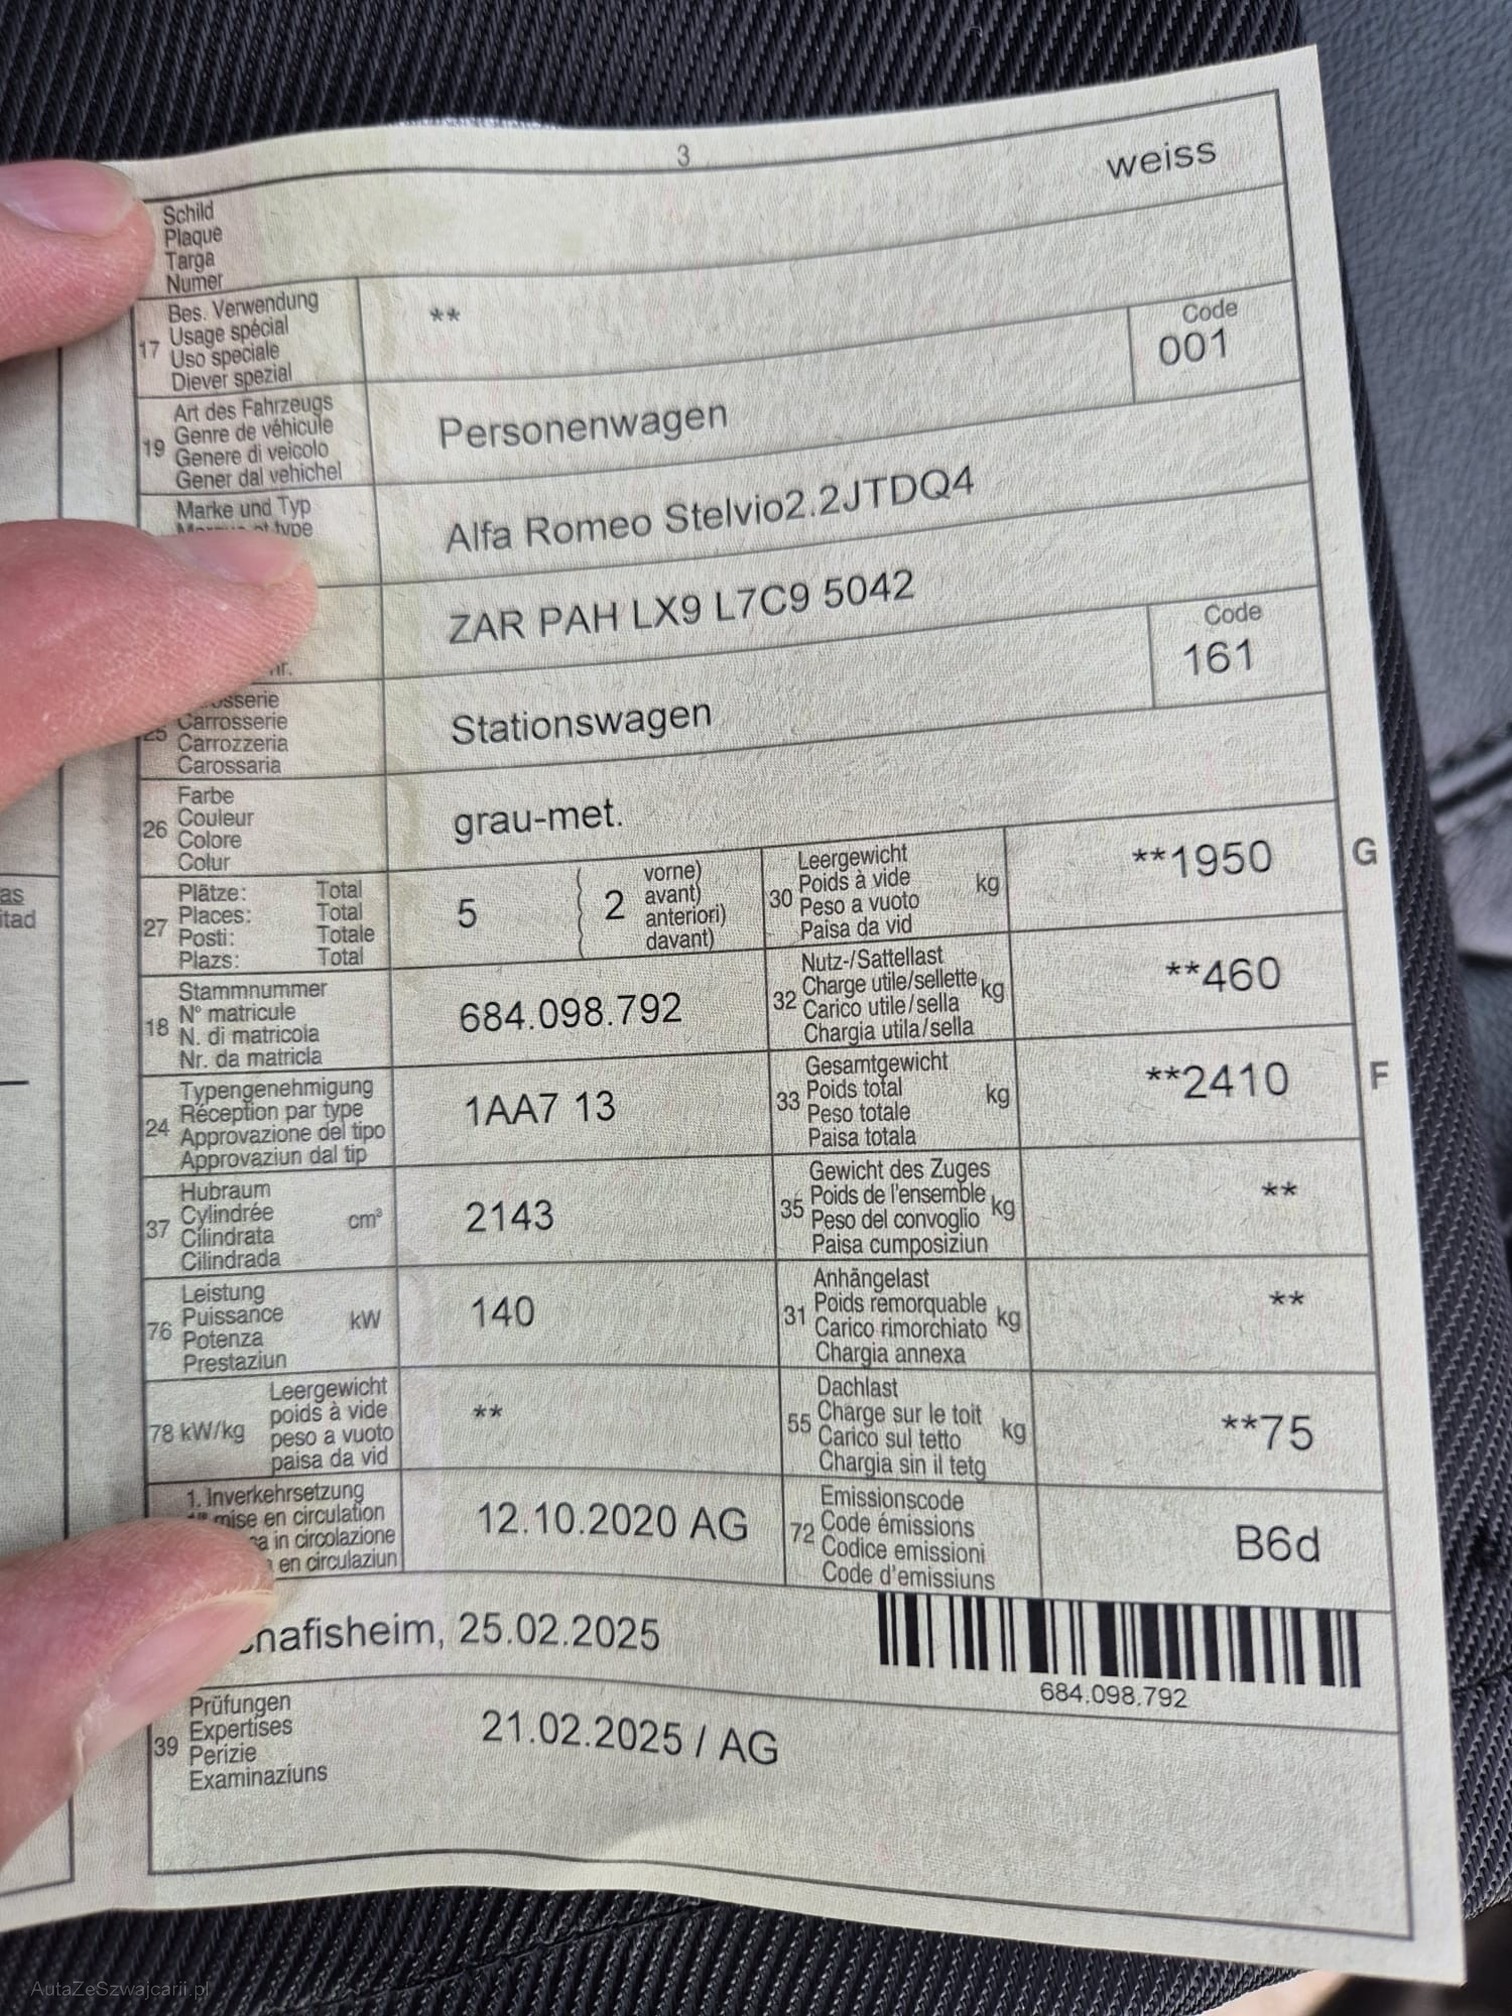 3
weiss
Schild
Plaque
Targa
Numer
17 Bes. Verwendung
Usage spécial
Uso speciale
Diever spezial
**
19 Art des Fahrzeugs
Genre de véhicule
Genere di veicolo
Gener dal vehichel
Personenwagen
Code
001
Marke und Typ
type
Alfa Romeo Stelvio2.2JTDQ4
nr.
ZAR PAH LX9 L7C9 5042
25
Carrosserie
Carrozzeria
Carossaria
Stationswagen
Code
161
26 Farbe
Couleur
Colore
Colur
grau-met.
27 Plätze: Total
Places: Total
Posti: Totale
Plazs: Total
5
2
vorne)
avant)
anteriori)
davant)
30 Leergewicht
Poids à vide kg
Peso a vuoto
Paisa da vid
**1950
G
18 Stammnummer
N° matricule
N. di matricola
Nr. da matricla
684.098.792
32 Nutz-/Sattellast
Charge utile/sellette kg
Carico utile/sella
Chargia utila/sella
**460
24 Typengenehmigung
Réception par type
Approvazione del tipo
Approvaziun dal tip
1AA7 13
33 Gesamtgewicht
Poids total kg
Peso totale
Paisa totala
**2410
F
37 Hubraum
Cylindrée cm³
Cilindrata
Cilindrada
2143
35 Gewicht des Zuges
Poids de l'ensemble kg
Peso del convoglio
Paisa cumposiziun
**
76 Leistung
Puissance kW
Potenza
Prestaziun
140
31 Anhängelast
Poids remorquable kg
Carico rimorchiato
Chargia annexa
**
78 kW/kg Leergewicht
poids à vide
peso a vuoto
paisa da vid
**
55 Dachlast
Charge sur le toit kg
Carico sul tetto
Chargia sin il tetg
**75
1. Inverkehrsetzung
mise en circulation
in circolazione
en circulaziun
12.10.2020 AG
72 Emissionscode
Code émissions
Codice emissioni
Code d'emissiuns
B6d
hafisheim, 25.02.2025
684.098.792
39 Prüfungen
Expertises
Perizie
Examinaziuns
21.02.2025 / AG
as
itad
AutaZeSzwajcarii.pl